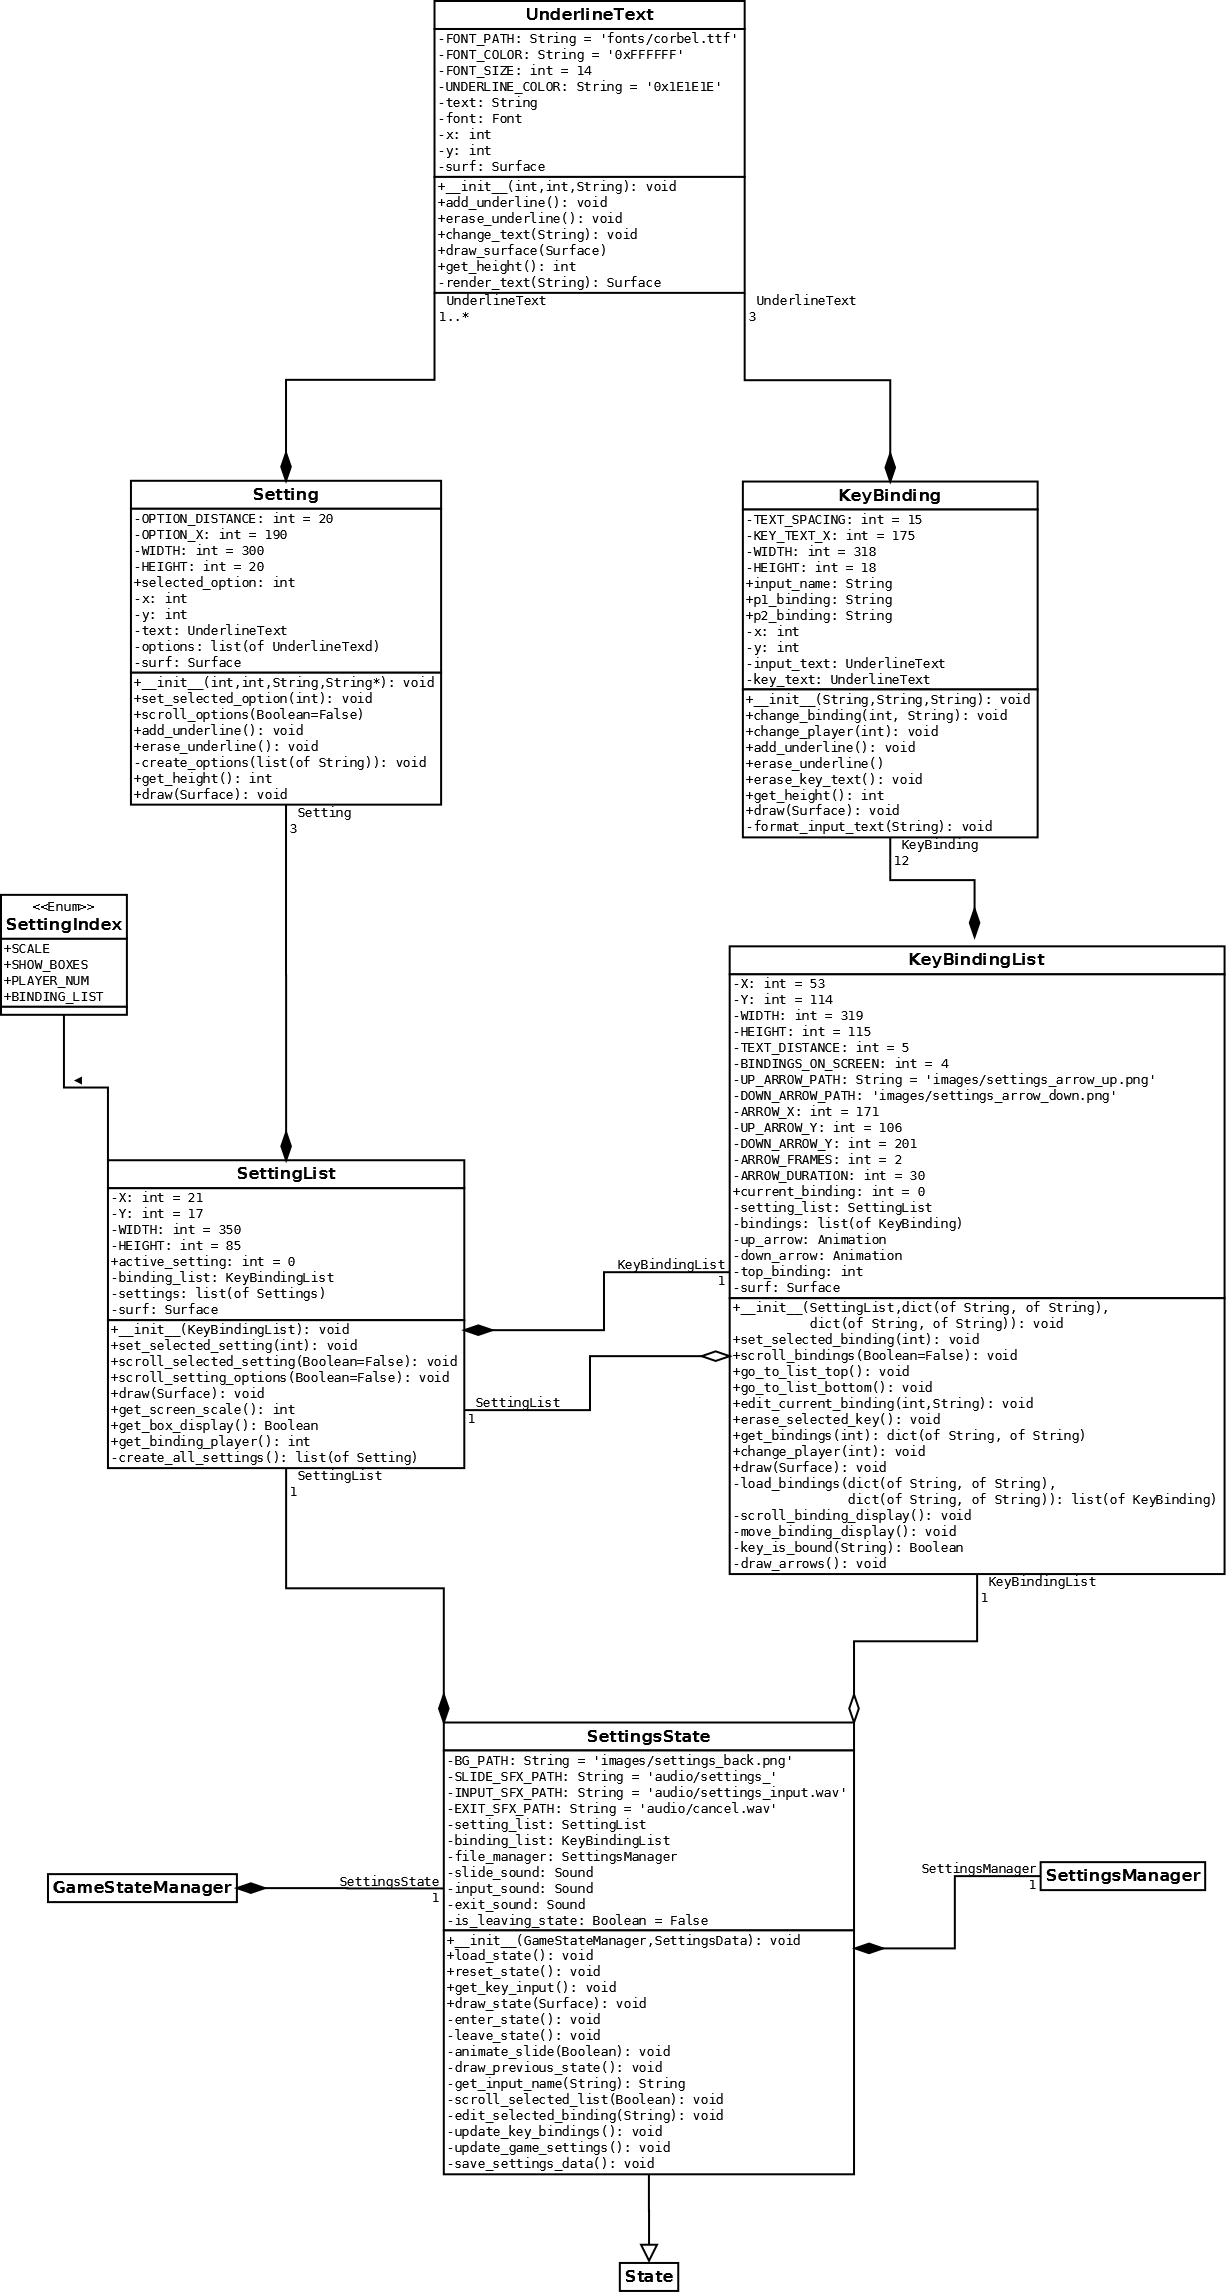 UnderlineText
-FONT_PATH: String = 'fonts/corbel.ttf'
-FONT_COLOR: String = '0xFFFFFF'
-FONT_SIZE: int = 14
-UNDERLINE_COLOR: String = '0x1E1E1E'
-text: String
-font: Font
-x: int
-y: int
-surf: Surface
+__init__(int,int,String): void
+add_underline(): void
+erase_underline(): void
+change_text(String): void
+draw_surface(Surface)
+get_height(): int
-render_text(String): Surface
UnderlineText
1..*
UnderlineText
3
Setting
-OPTION_DISTANCE: int = 20
-OPTION_X: int = 190
-WIDTH: int = 300
-HEIGHT: int = 20
+selected_option: int
-x: int
-y: int
-text: UnderlineText
-options: list(of UnderlineTexd)
-surf: Surface
+__init__(int,int,String,String*): void
+set_selected_option(int): void
+scroll_options(Boolean=False)
+add_underline(): void
+erase_underline(): void
-create_options(list(of String)): void
+get_height(): int
+draw(Surface): void
Setting
3
KeyBinding
-TEXT_SPACING: int = 15
-KEY_TEXT_X: int = 175
-WIDTH: int = 318
-HEIGHT: int = 18
+input_name: String
+p1_binding: String
+p2_binding: String
-x: int
-y: int
-input_text: UnderlineText
-key_text: UnderlineText
+__init__(String,String,String): void
+change_binding(int, String): void
+change_player(int): void
+add_underline(): void
+erase_underline()
+erase_key_text(): void
+get_height(): int
+draw(Surface): void
-format_input_text(String): void
KeyBinding
12
<<Enum>>
SettingIndex
+SCALE
+SHOW_BOXES
+PLAYER_NUM
+BINDING_LIST
KeyBindingList
-X: int = 53
-Y: int = 114
-WIDTH: int = 319
-HEIGHT: int = 115
-TEXT_DISTANCE: int = 5
-BINDINGS_ON_SCREEN: int = 4
-UP_ARROW_PATH: String = 'images/settings_arrow_up.png'
-DOWN_ARROW_PATH: 'images/settings_arrow_down.png'
-ARROW_X: int = 171
-UP_ARROW_Y: int = 106
-DOWN_ARROW_Y: int = 201
-ARROW_FRAMES: int = 2
-ARROW_DURATION: int = 30
+current_binding: int = 0
-setting_list: SettingList
-bindings: list(of KeyBinding)
-up_arrow: Animation
-down_arrow: Animation
-top_binding: int
-surf: Surface
+__init__(SettingList,dict(of String, of String),
dict(of String, of String)): void
+set_selected_binding(int): void
+scroll_bindings(Boolean=False): void
+go_to_list_top(): void
+go_to_list_bottom(): void
+edit_current_binding(int,String): void
+erase_selected_key(): void
+get_bindings(int): dict(of String, of String)
+change_player(int): void
+draw(Surface): void
-load_bindings(dict(of String, of String),
dict(of String, of String)): list(of KeyBinding)
-scroll_binding_display(): void
-move_binding_display(): void
-key_is_bound(String): Boolean
-draw_arrows(): void
KeyBindingList
1
SettingList
-X: int = 21
-Y: int = 17
-WIDTH: int = 350
-HEIGHT: int = 85
+active_setting: int = 0
-binding_list: KeyBindingList
-settings: list(of Settings)
-surf: Surface
+__init__(KeyBindingList): void
+set_selected_setting(int): void
+scroll_selected_setting(Boolean=False): void
+scroll_setting_options(Boolean=False): void
+draw(Surface): void
+get_screen_scale(): int
+get_box_display(): Boolean
+get_binding_player(): int
-create_all_settings(): list(of Setting)
KeyBindingList
1
SettingList
1
SettingList
1
SettingsState
-BG_PATH: String = 'images/settings_back.png'
-SLIDE_SFX_PATH: String = 'audio/settings_'
-INPUT_SFX_PATH: String = 'audio/settings_input.wav'
-EXIT_SFX_PATH: String = 'audio/cancel.wav'
-setting_list: SettingList
-binding_list: KeyBindingList
-file_manager: SettingsManager
-slide_sound: Sound
-input_sound: Sound
-exit_sound: Sound
-is_leaving_state: Boolean = False
+__init__(GameStateManager,SettingsData): void
+load_state(): void
+reset_state(): void
+get_key_input(): void
+draw_state(Surface): void
-enter_state(): void
-leave_state(): void
-animate_slide(Boolean): void
-draw_previous_state(): void
-get_input_name(String): String
-scroll_selected_list(Boolean): void
-edit_selected_binding(String): void
-update_key_bindings(): void
-update_game_settings(): void
-save_settings_data(): void
GameStateManager
SettingsState
1
SettingsManager
1
SettingsManager
State